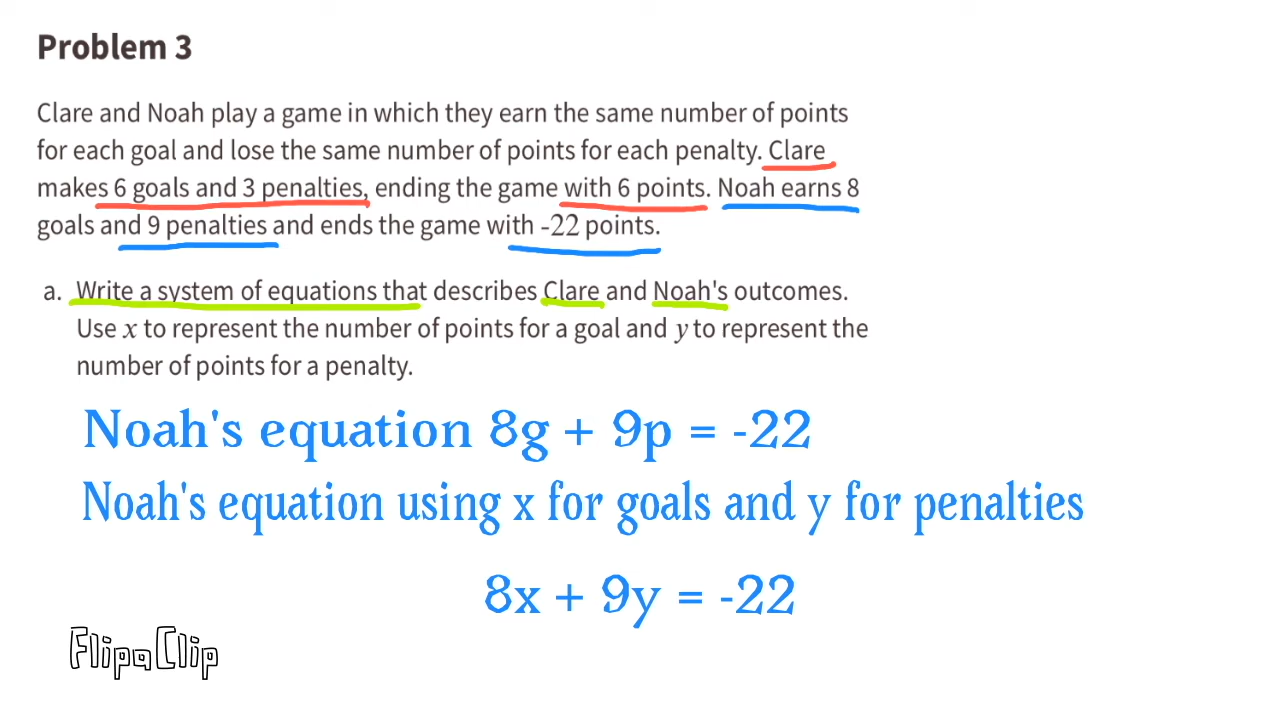 Problem 3
Clare and Noah play a game in which they earn the same number of points
for each goal and lose the same number of points for each penalty. Clare
makes 6 goals and 3 penalties, ending the game with 6 points. Noah earns 8
goals and 9 penalties and ends the game with -22 points.
a. Write a system of equations that describes Clare and Noah's outcomes.
Use x to represent the number of points for a goal and y to represent the
number of points for a penalty.
Noah's equation 8g + 9p = -22
Noah's equation using x for goals and y for penalties
8x + 9y = -22
FlipaClip